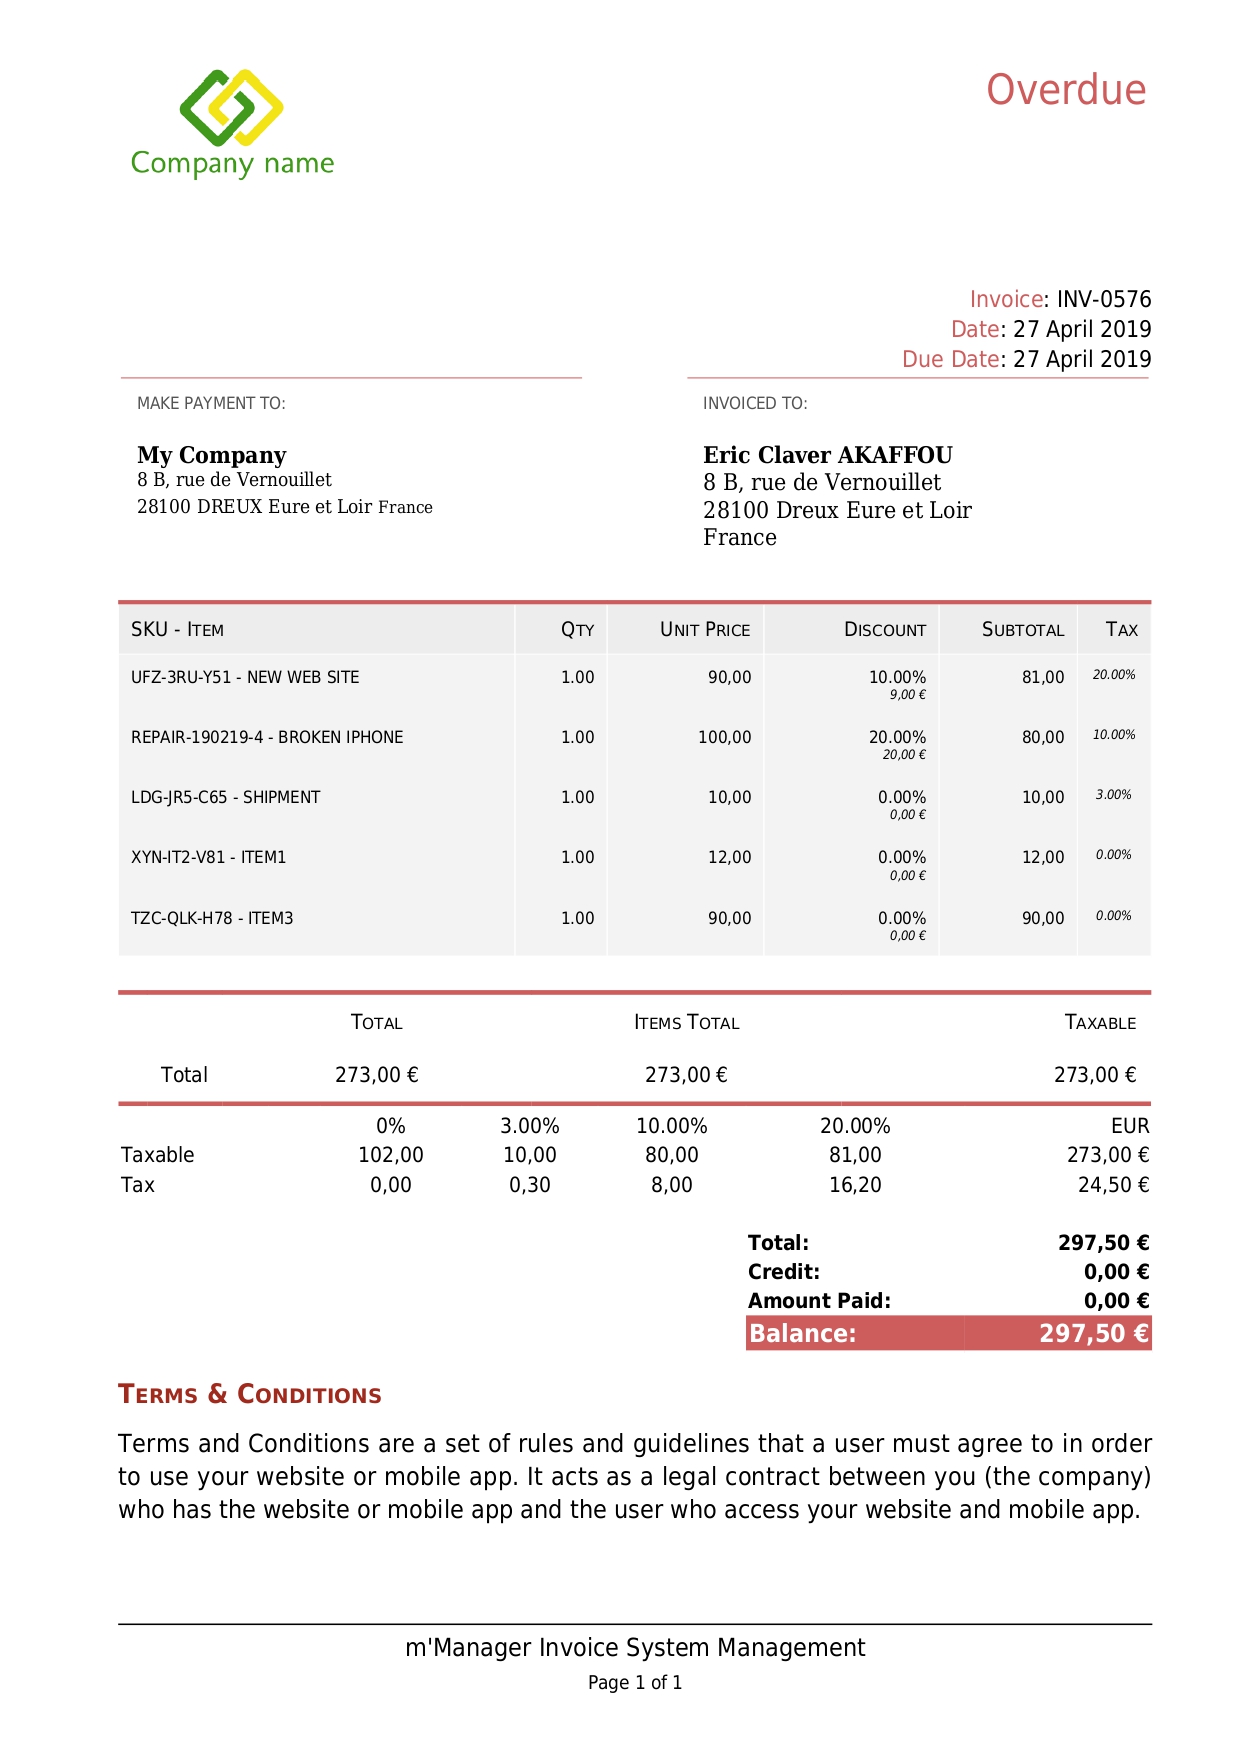 Company name
Overdue
Invoice: INV-0576
Date: 27 April 2019
Due Date: 27 April 2019
MAKE PAYMENT TO:
My Company
8 B, rue de Vernouillet
28100 DREUX Eure et Loir France
INVOICED TO:
Eric Claver AKAFFOU
8 B, rue de Vernouillet
28100 Dreux Eure et Loir
France
SKU - ITEM QTY UNIT PRICE DISCOUNT SUBTOTAL TAX
UFZ-3RU-Y51 - NEW WEB SITE 1.00 90,00 10.00% 81,00 20.00%
9,00 €
REPAIR-190219-4 - BROKEN IPHONE 1.00 100,00 20.00% 80,00 10.00%
20,00 €
LDG-JR5-C65 - SHIPMENT 1.00 10,00 0.00% 10,00 3.00%
0,00 €
XYN-IT2-V81 - ITEM1 1.00 12,00 0.00% 12,00 0.00%
0,00 €
TZC-QLK-H78 - ITEM3 1.00 90,00 0.00% 90,00 0.00%
0,00 €
TOTAL ITEMS TOTAL TAXABLE
Total 273,00 € 273,00 € 273,00 €
0% 3.00% 10.00% 20.00% EUR
Taxable 102,00 10,00 80,00 81,00 273,00 €
Tax 0,00 0,30 8,00 16,20 24,50 €
Total: 297,50 €
Credit: 0,00 €
Amount Paid: 0,00 €
Balance: 297,50 €
TERMS & CONDITIONS
Terms and Conditions are a set of rules and guidelines that a user must agree to in order
to use your website or mobile app. It acts as a legal contract between you (the company)
who has the website or mobile app and the user who access your website and mobile app.
m'Manager Invoice System Management
Page 1 of 1